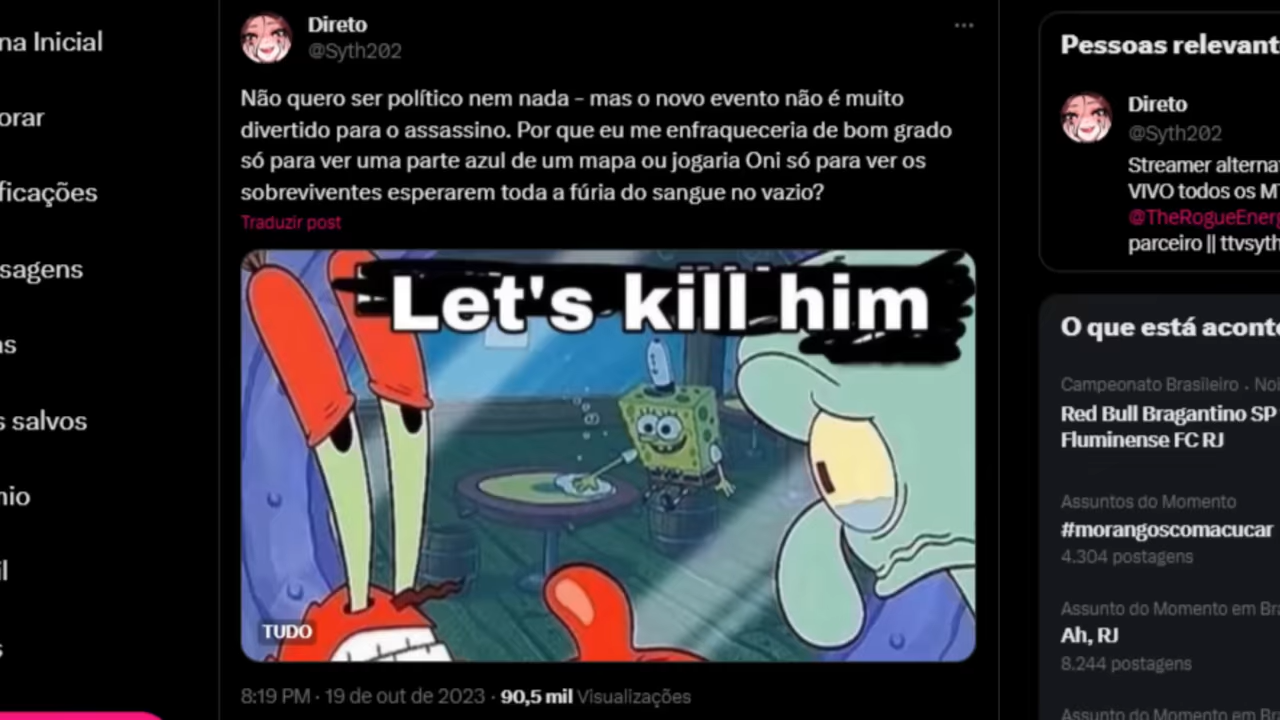 na Inicial
orar
ficações
sagens
as
s salvos
nio
il
s
Direto
@Syth202
Não quero ser político nem nada - mas o novo evento não é muito
divertido para o assassino. Por que eu me enfraqueceria de bom grado
só para ver uma parte azul de um mapa ou jogaria Oni só para ver os
sobreviventes esperarem toda a fúria do sangue no vazio?
Traduzir post
Let's kill him
TUDO
8:19 PM · 19 de out de 2023 · 90,5 mil Visualizações
Pessoas relevant
Direto
@Syth202
Streamer alterna
VIVO todos os M
@TheRogueEner
parceiro || ttvsyth
O que está aconte
Campeonato Brasileiro · Noi
Red Bull Bragantino SP
Fluminense FC RJ
Assuntos do Momento
#morangoscomacucar
4.304 postagens
Assunto do Momento em Bra
Ah, RJ
8.244 postagens
Assunto do Momento em Bra